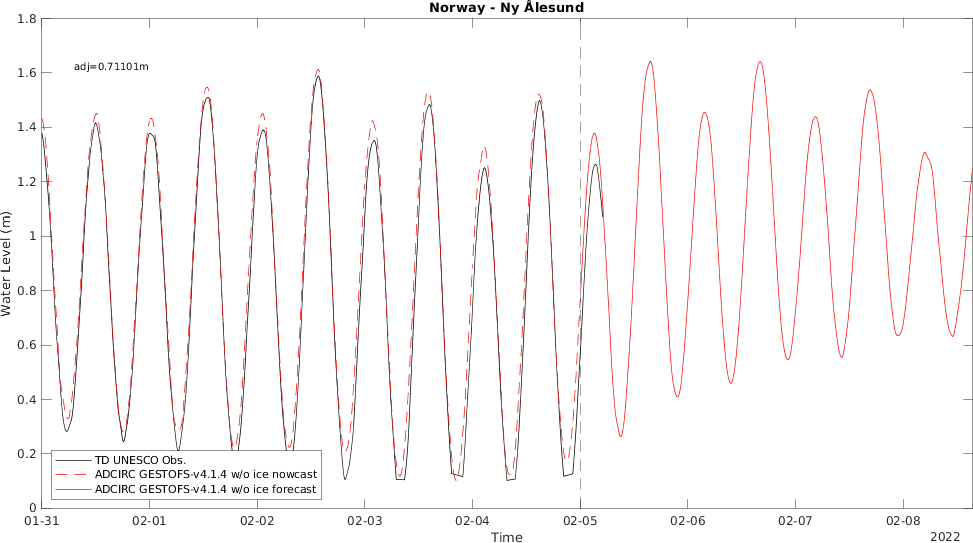 Norway - Ny Ålesund
1.8
1.6
1.4
1.2
1
0.8
0.6
0.4
0.2
0
Water Level (m)
adj=0.71101m
TD UNESCO Obs.
ADCIRC GESTOFS-v4.1.4 w/o ice nowcast
ADCIRC GESTOFS-v4.1.4 w/o ice forecast
01-31 02-01 02-02 02-03 02-04 02-05 02-06 02-07 02-08
Time
2022